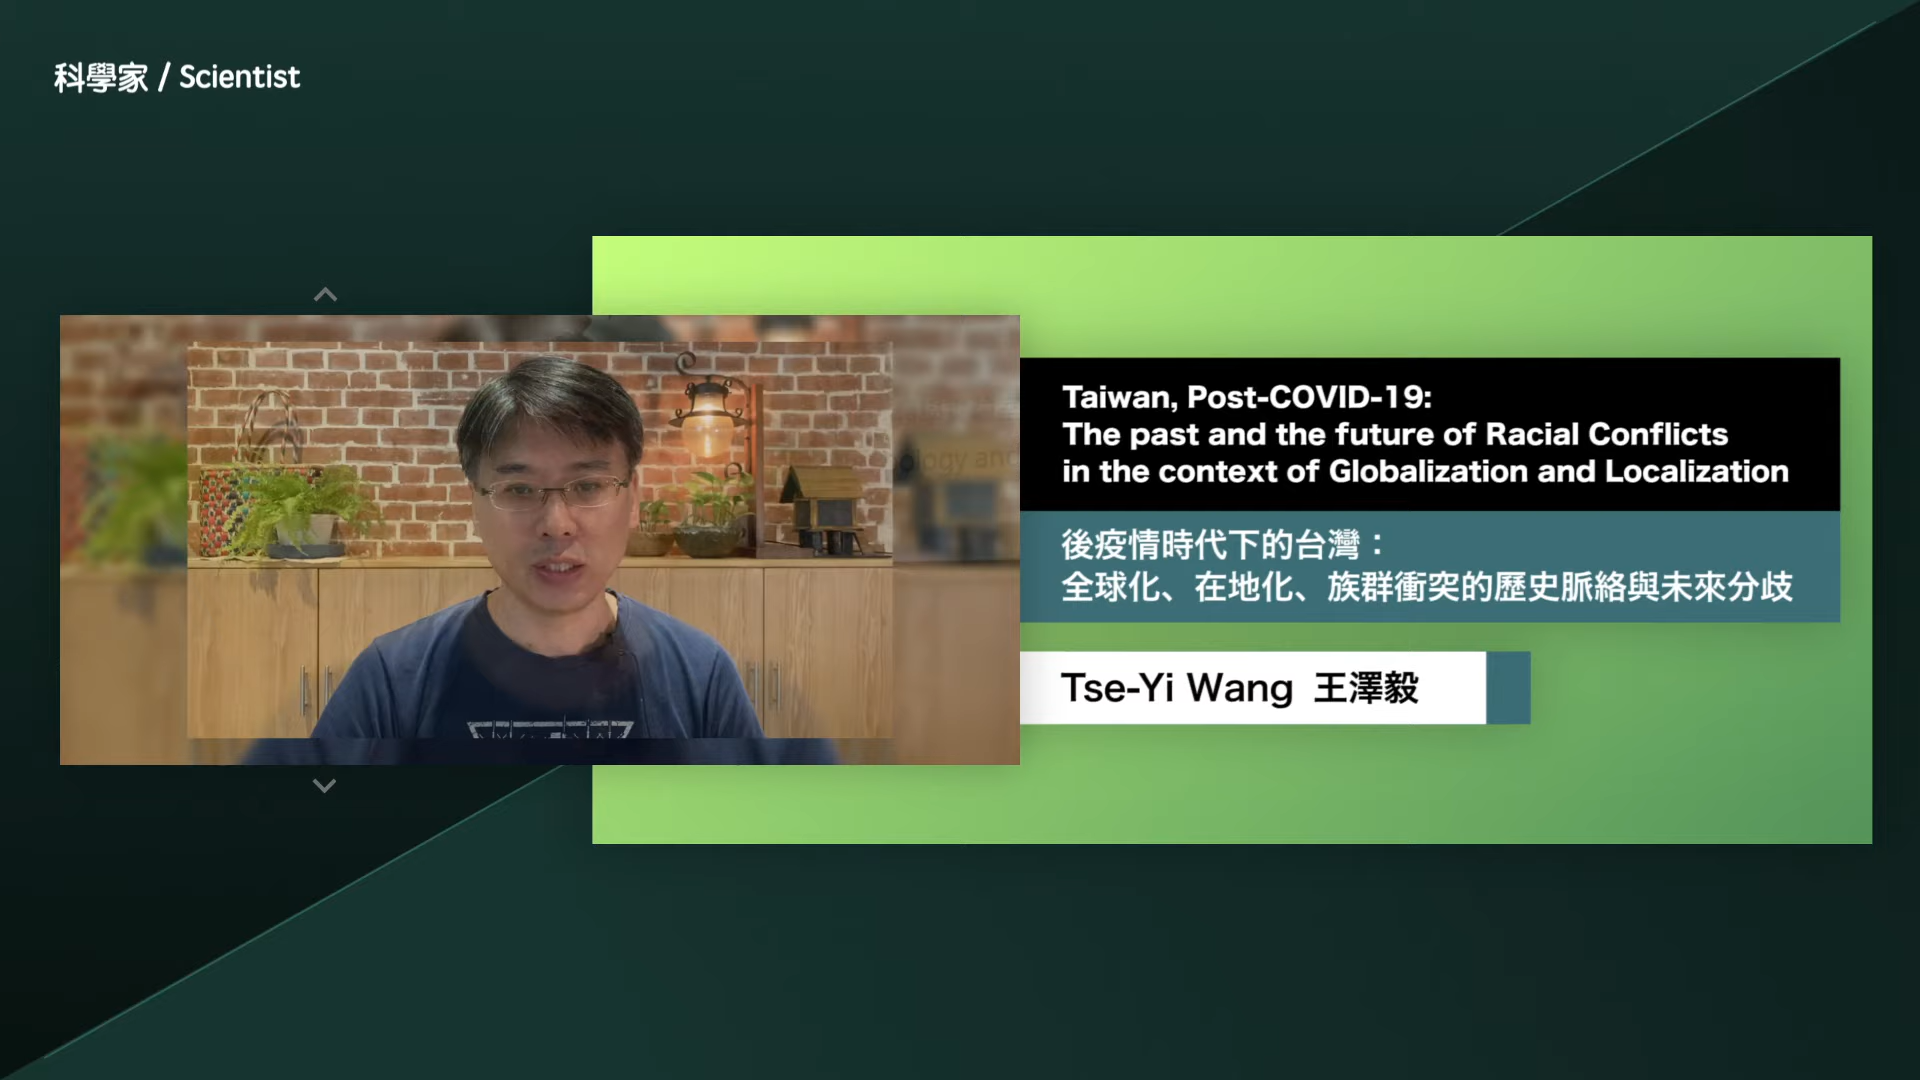 科學家 / Scientist
Taiwan, Post-COVID-19:
The past and the future of Racial Conflicts
in the context of Globalization and Localization
後疫情時代下的台灣：
全球化、在地化、族群衝突的歷史脈絡與未來分歧
Tse-Yi Wang 王澤毅